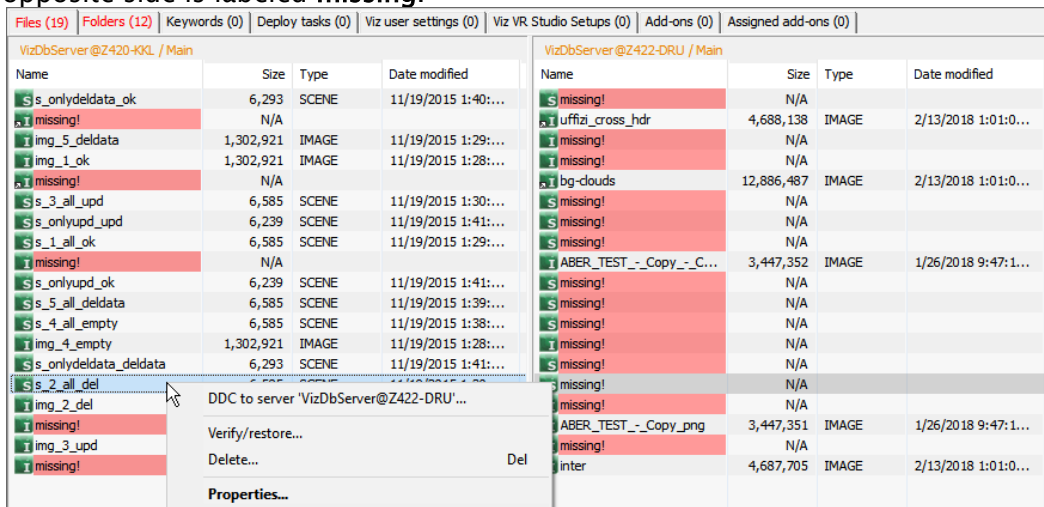 opposite side is labeled missing!
Files (19) Folders (12) Keywords (0) Deploy tasks (0) Viz user settings (0) Viz VR Studio Setups (0) Add-ons (0) Assigned add-ons (0)
VizDbServer@Z420-KKL / Main VizDbServer@Z422-DRU / Main
Name Size Type Date modified Name Size Type Date modified
S s_onlydeldata_ok 6,293 SCENE 11/19/2015 1:40:... S missing! N/A
I missing! N/A I uffizi_cross_hdr 4,688,138 IMAGE 2/13/2018 1:01:0...
I img_5_deldata 1,302,921 IMAGE 11/19/2015 1:29:... I missing! N/A
I img_1_ok 1,302,921 IMAGE 11/19/2015 1:28:... I missing! N/A
I missing! N/A I bg-clouds 12,886,487 IMAGE 2/13/2018 1:01:0...
S s_3_all_upd 6,585 SCENE 11/19/2015 1:30:... S missing! N/A
S s_onlyupd_upd 6,239 SCENE 11/19/2015 1:41:... S missing! N/A
S s_1_all_ok 6,585 SCENE 11/19/2015 1:29:... S missing! N/A
I missing! N/A I ABER_TEST_-_Copy_-_C... 3,447,352 IMAGE 1/26/2018 9:47:1...
S s_onlyupd_ok 6,239 SCENE 11/19/2015 1:41:... S missing! N/A
S s_5_all_deldata 6,585 SCENE 11/19/2015 1:39:... S missing! N/A
S s_4_all_empty 6,585 SCENE 11/19/2015 1:38:... S missing! N/A
I img_4_empty 1,302,921 IMAGE 11/19/2015 1:28:... I missing! N/A
S s_onlydeldata_deldata 6,293 SCENE 11/19/2015 1:41:... S missing! N/A
S s_2_all_del missing! N/A
I img_2_del DDC to server 'VizDbServer@Z422-DRU'... missing! N/A
I missing! Verify/restore... ABER_TEST_-_Copy_png 3,447,351 IMAGE 1/26/2018 9:47:1...
I img_3_upd missing! N/A
I missing! Delete... Del inter 4,687,705 IMAGE 2/13/2018 1:01:0...
Properties...